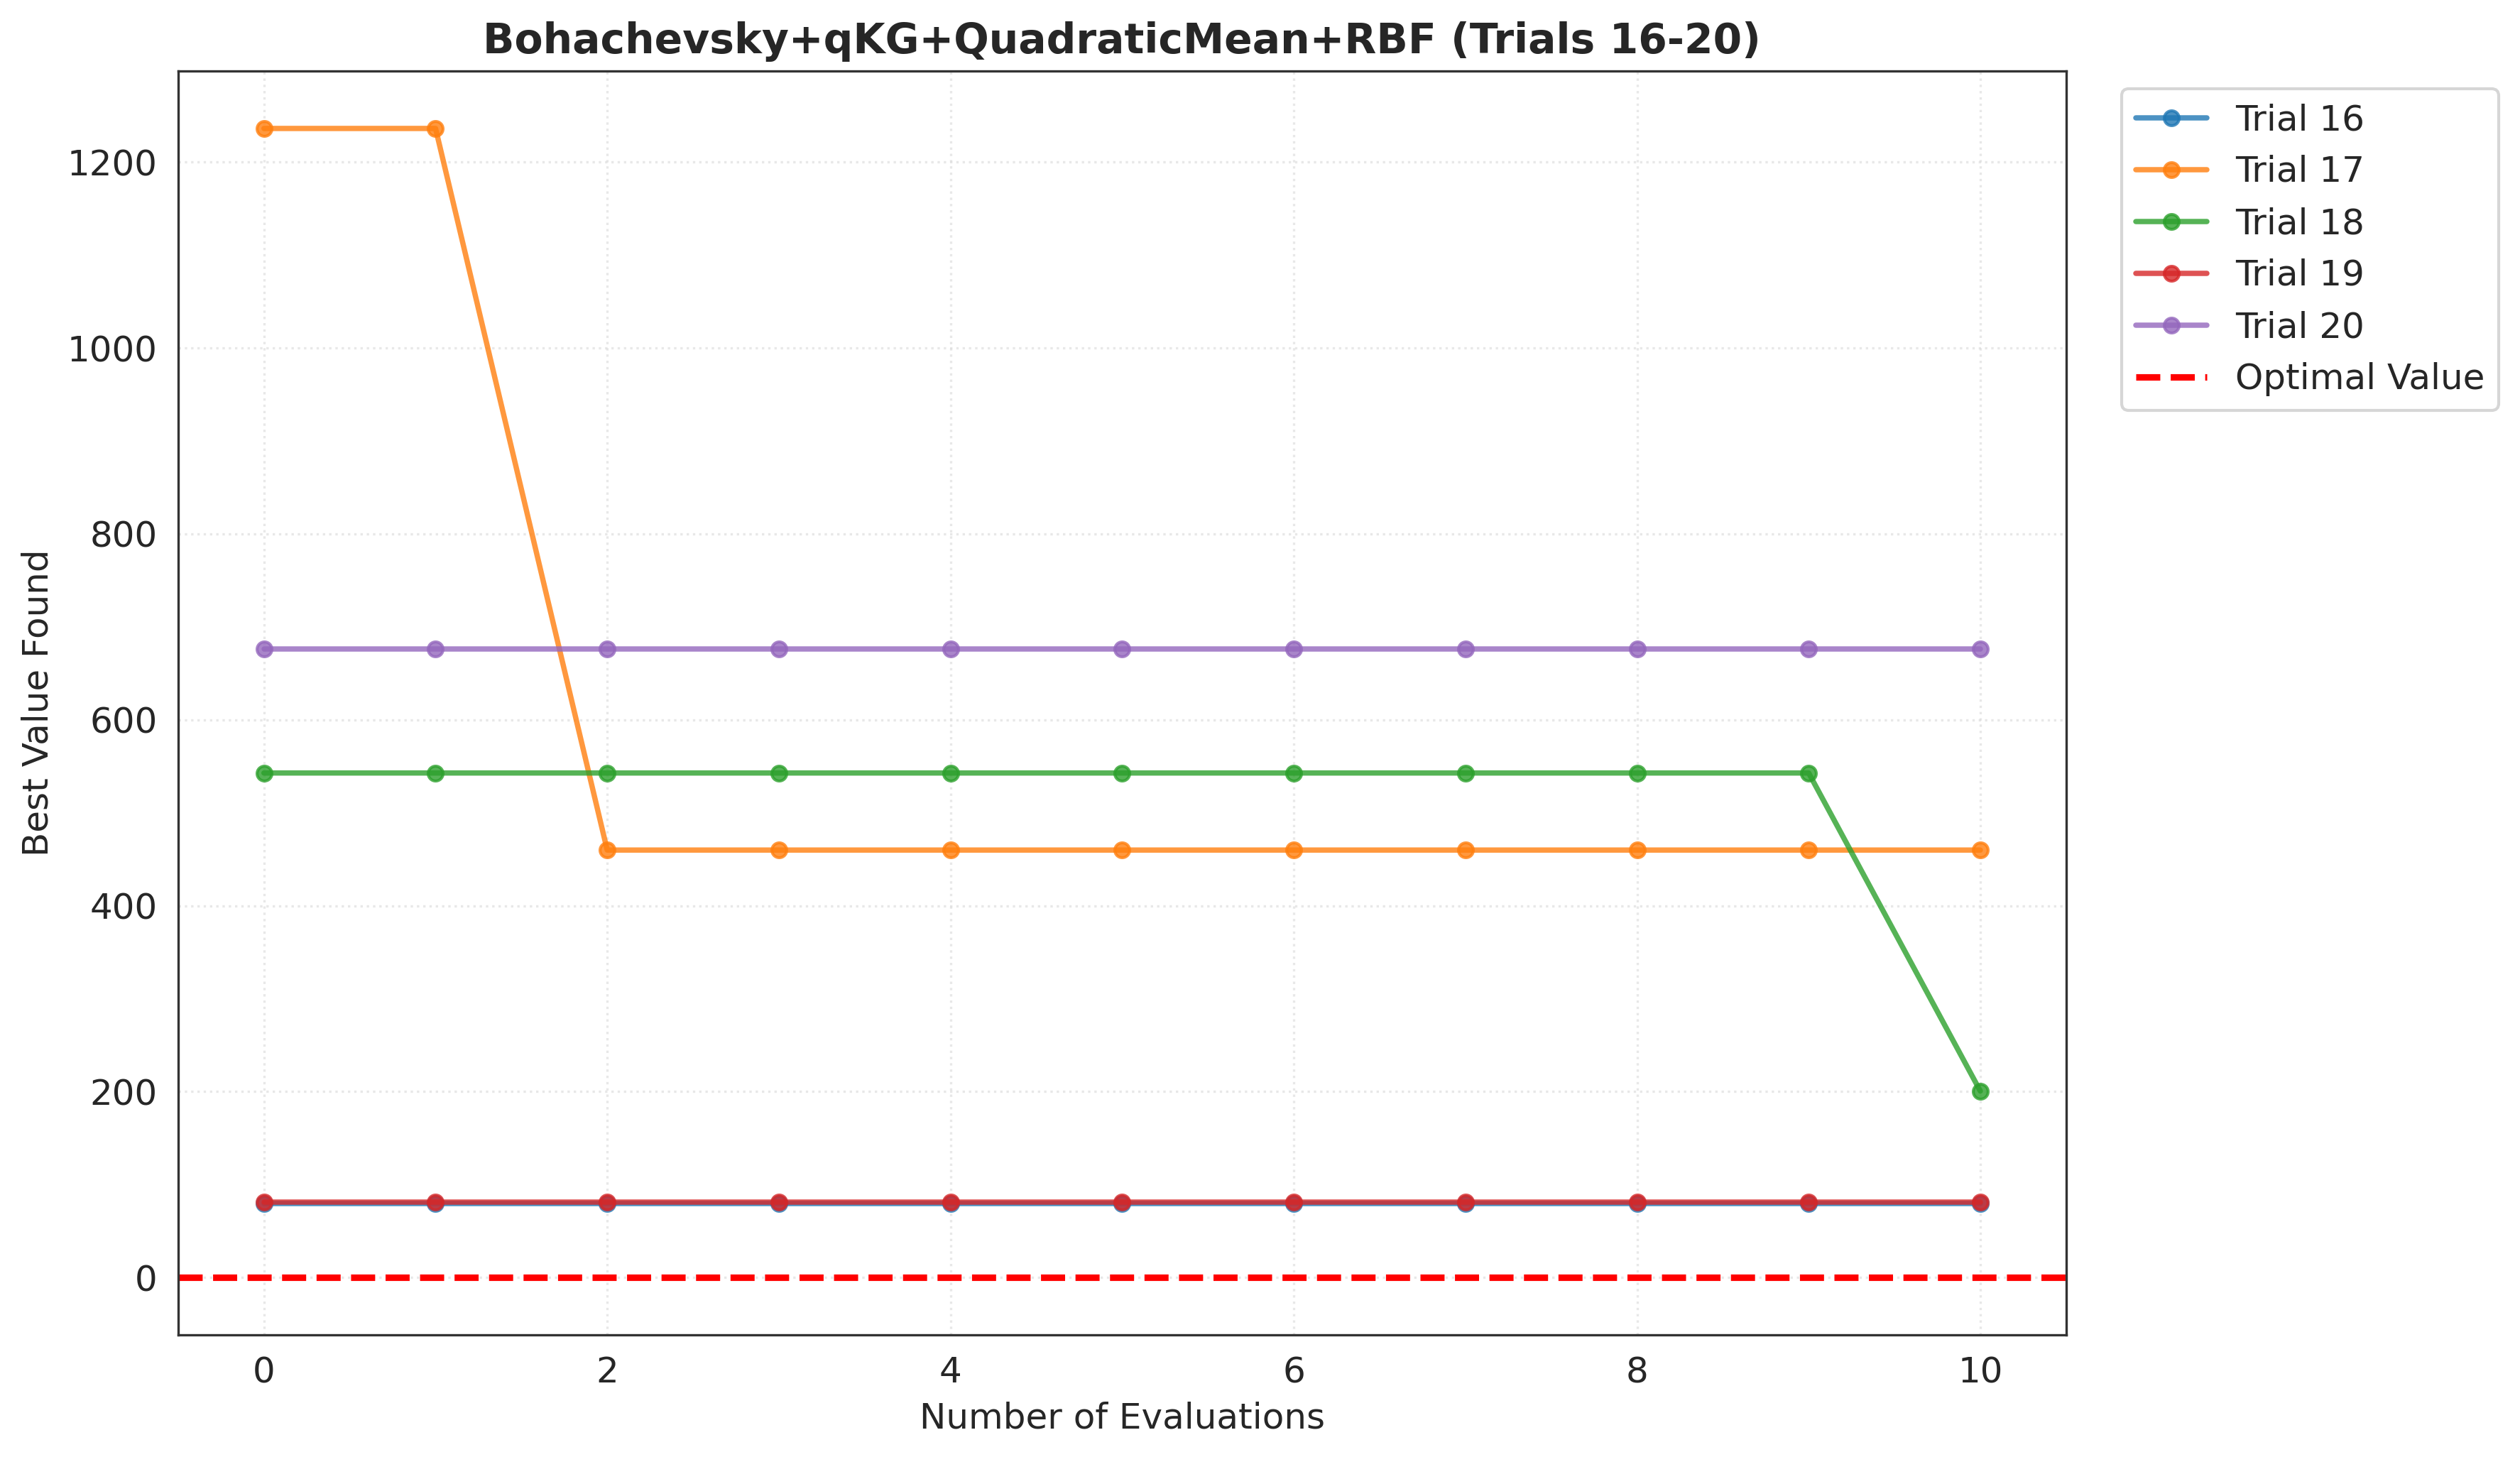 Bohachevsky+qKG+QuadraticMean+RBF (Trials 16-20)
Best Value Found
1200
1000
800
600
400
200
0
0 2 4 6 8 10
Number of Evaluations
Trial 16
Trial 17
Trial 18
Trial 19
Trial 20
Optimal Value